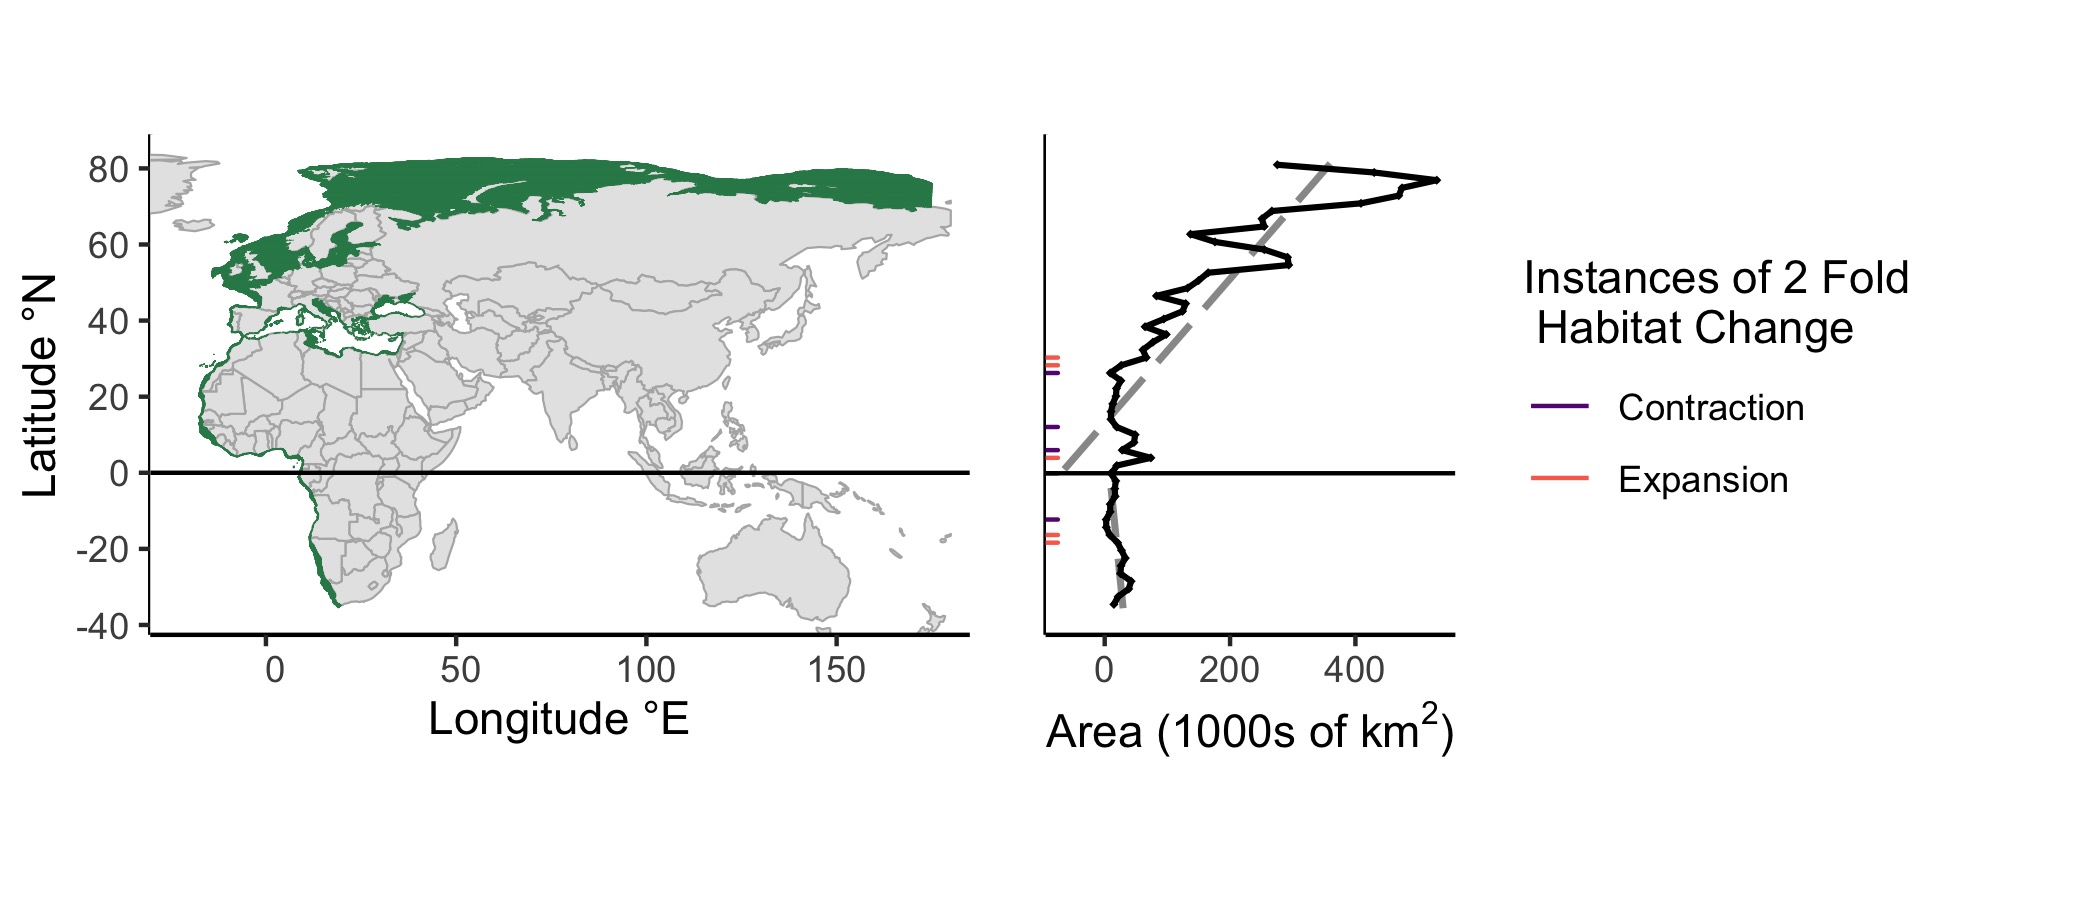 80
60
40
20
0
-20
-40
Latitude °N
0
50
100
150
Longitude °E
0
200
400
Area (1000s of km²)
Instances of 2 Fold
Habitat Change
Contraction
Expansion